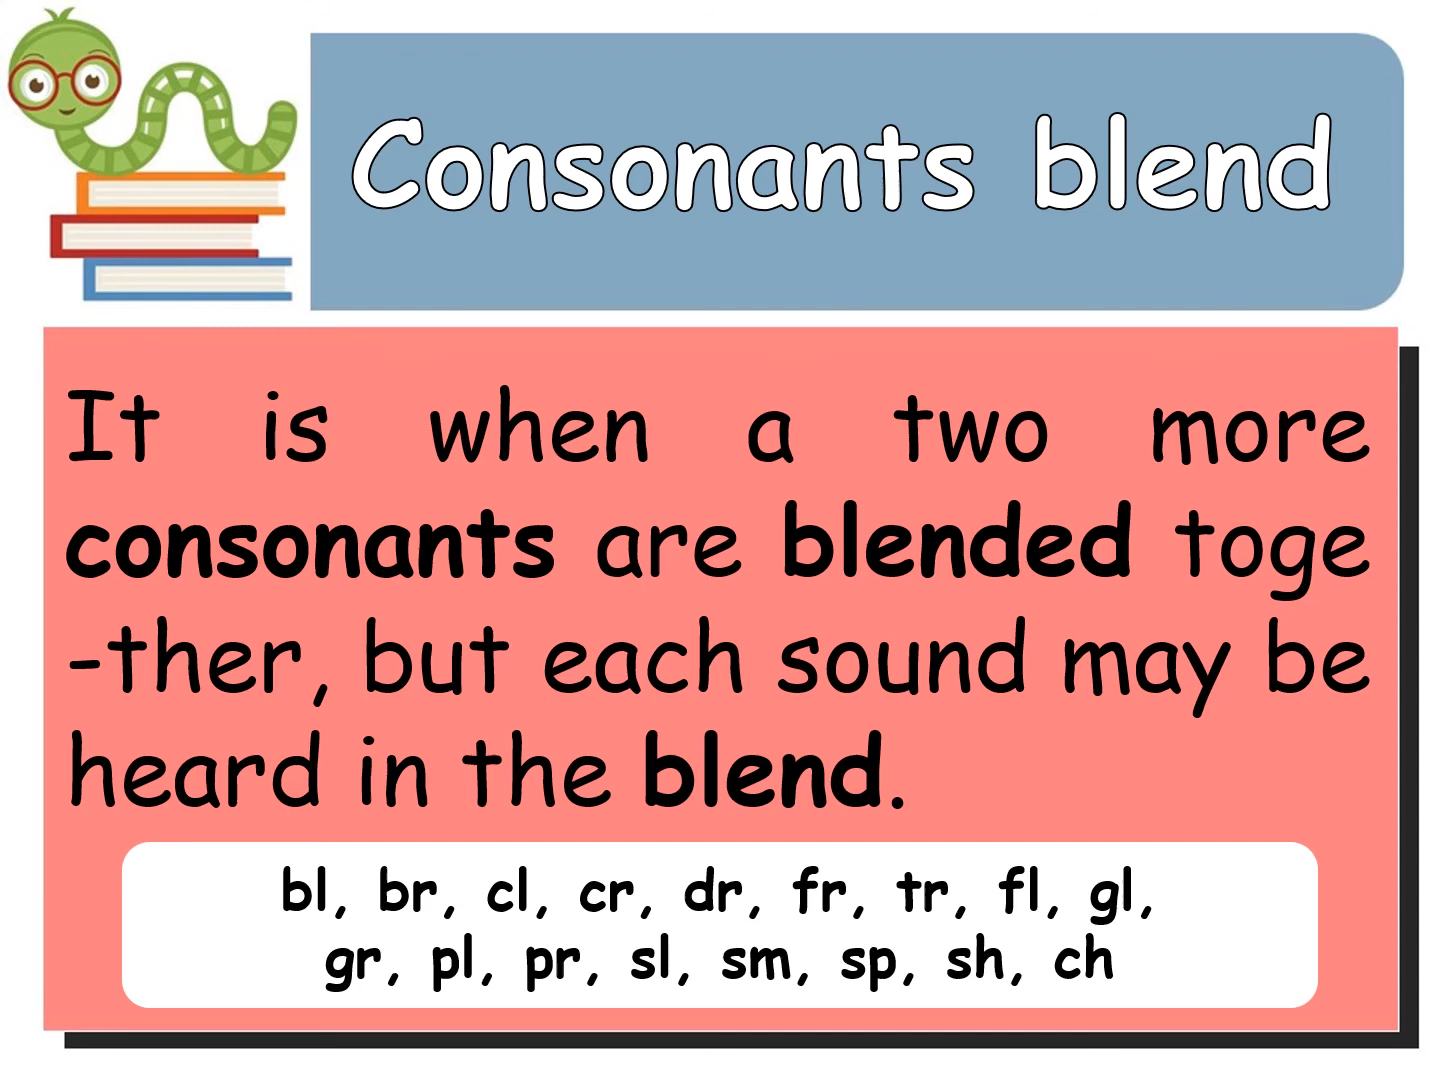 Consonants blend
It is when a two more
consonants are blended toge
-ther, but each sound may be
heard in the blend.
bl, br, cl, cr, dr, fr, tr, fl, gl,
gr, pl, pr, sl, sm, sp, sh, ch